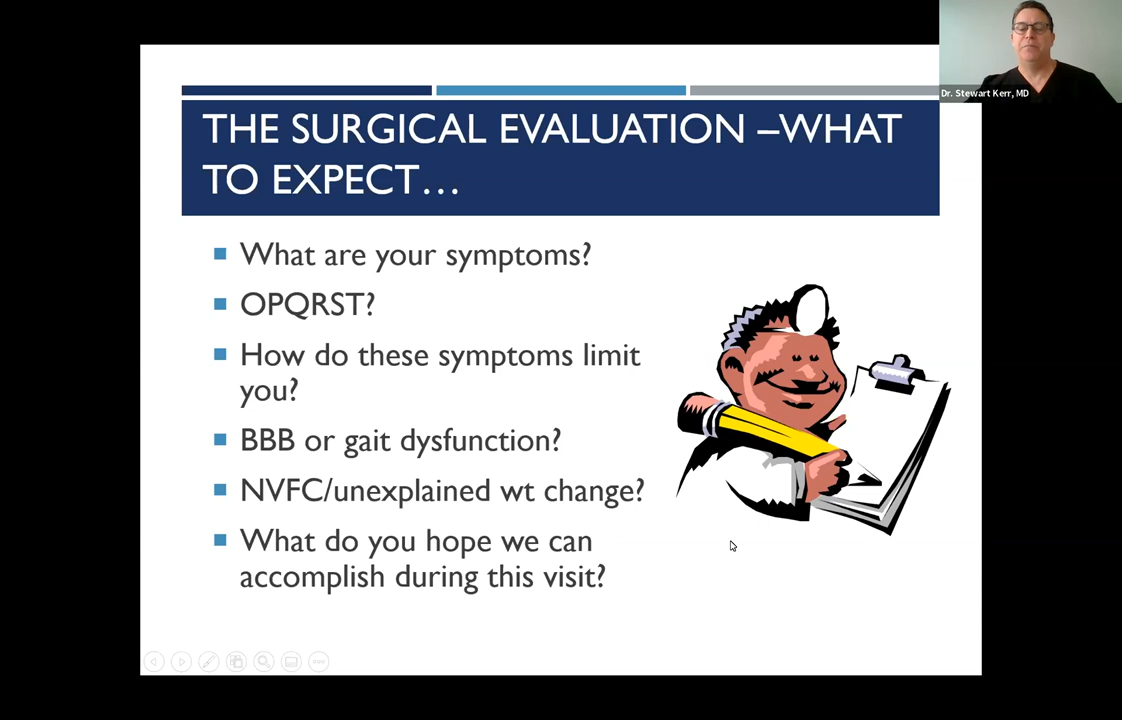 Dr. Stewart Kerr, MD
THE SURGICAL EVALUATION –WHAT
TO EXPECT…
What are your symptoms?
OPQRST?
How do these symptoms limit
you?
BBB or gait dysfunction?
NVFC/unexplained wt change?
What do you hope we can
accomplish during this visit?